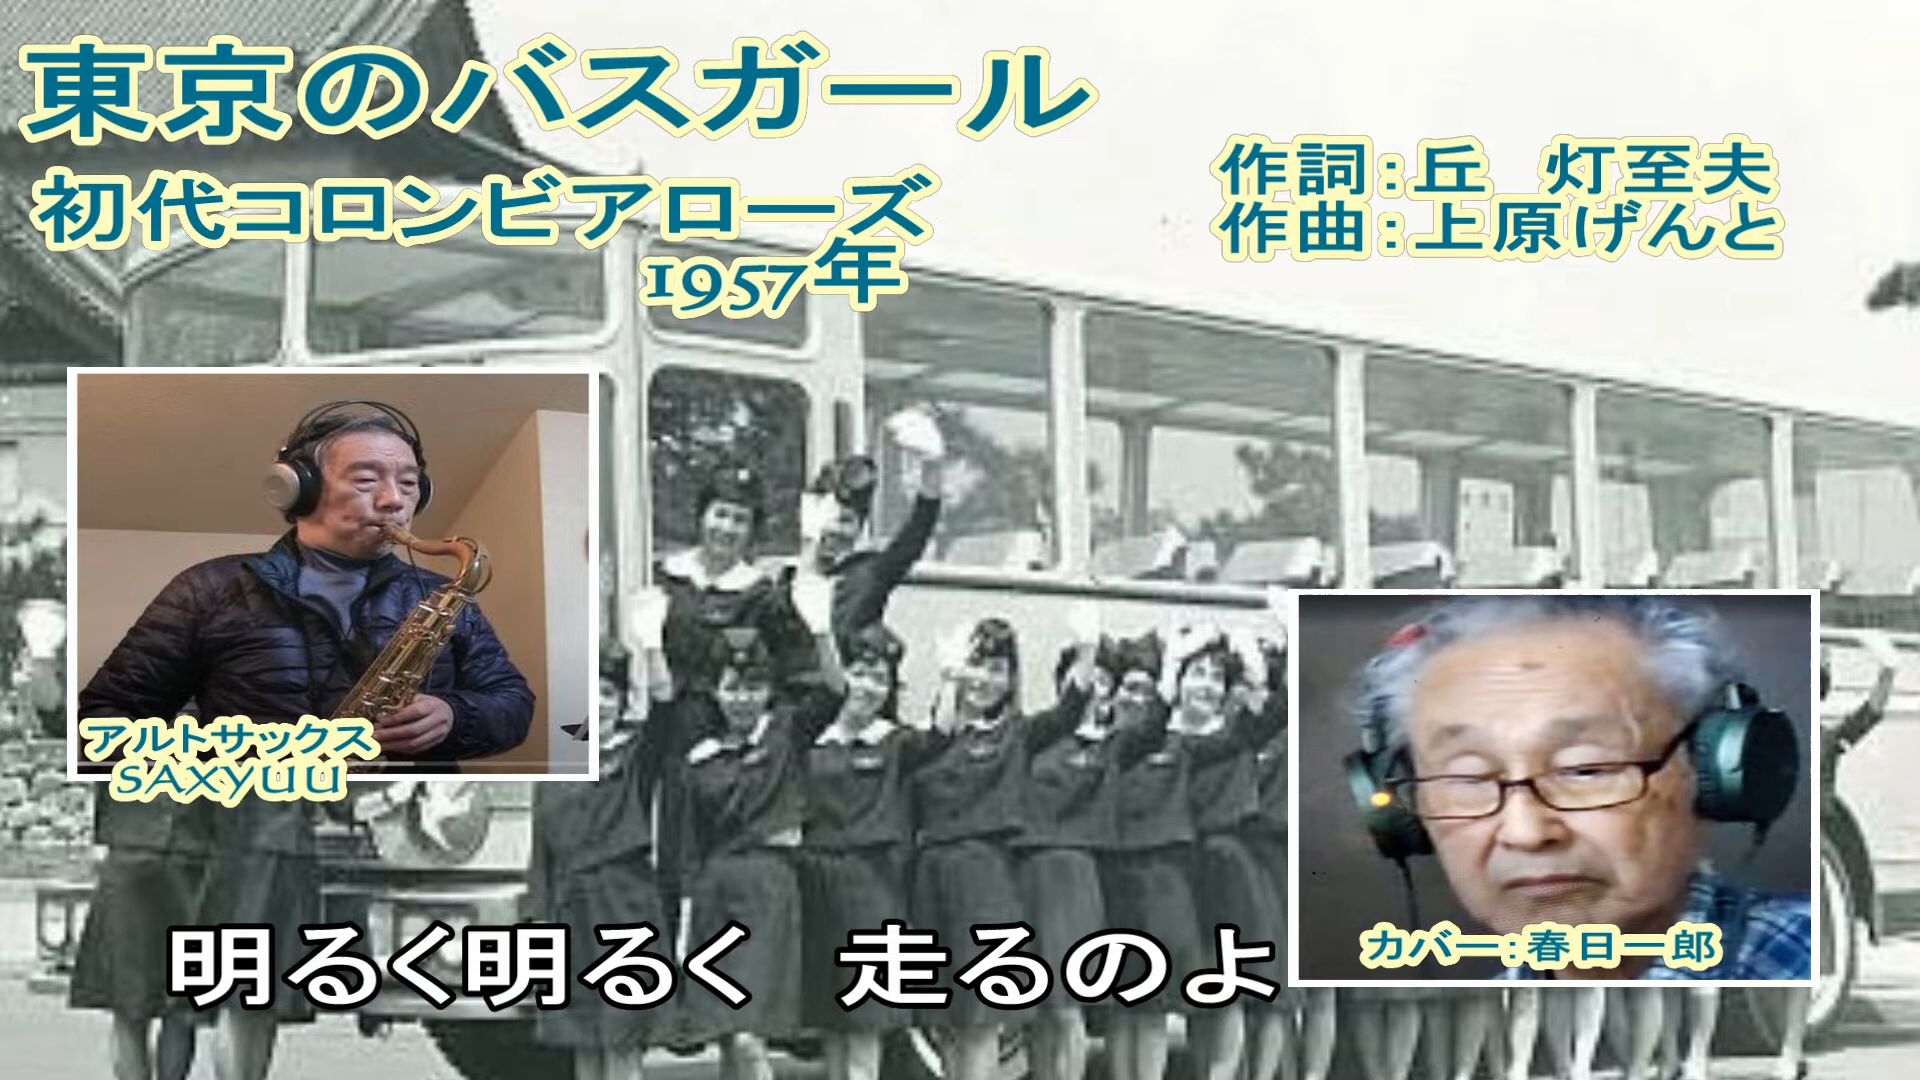 東京のバスガール
初代コロンビアローズ
1957年
作詞：丘　灯至夫
作曲：上原げんと
アルトサックス
SAXYUU
カバー：春日一郎
明るく明るく　走るのよ